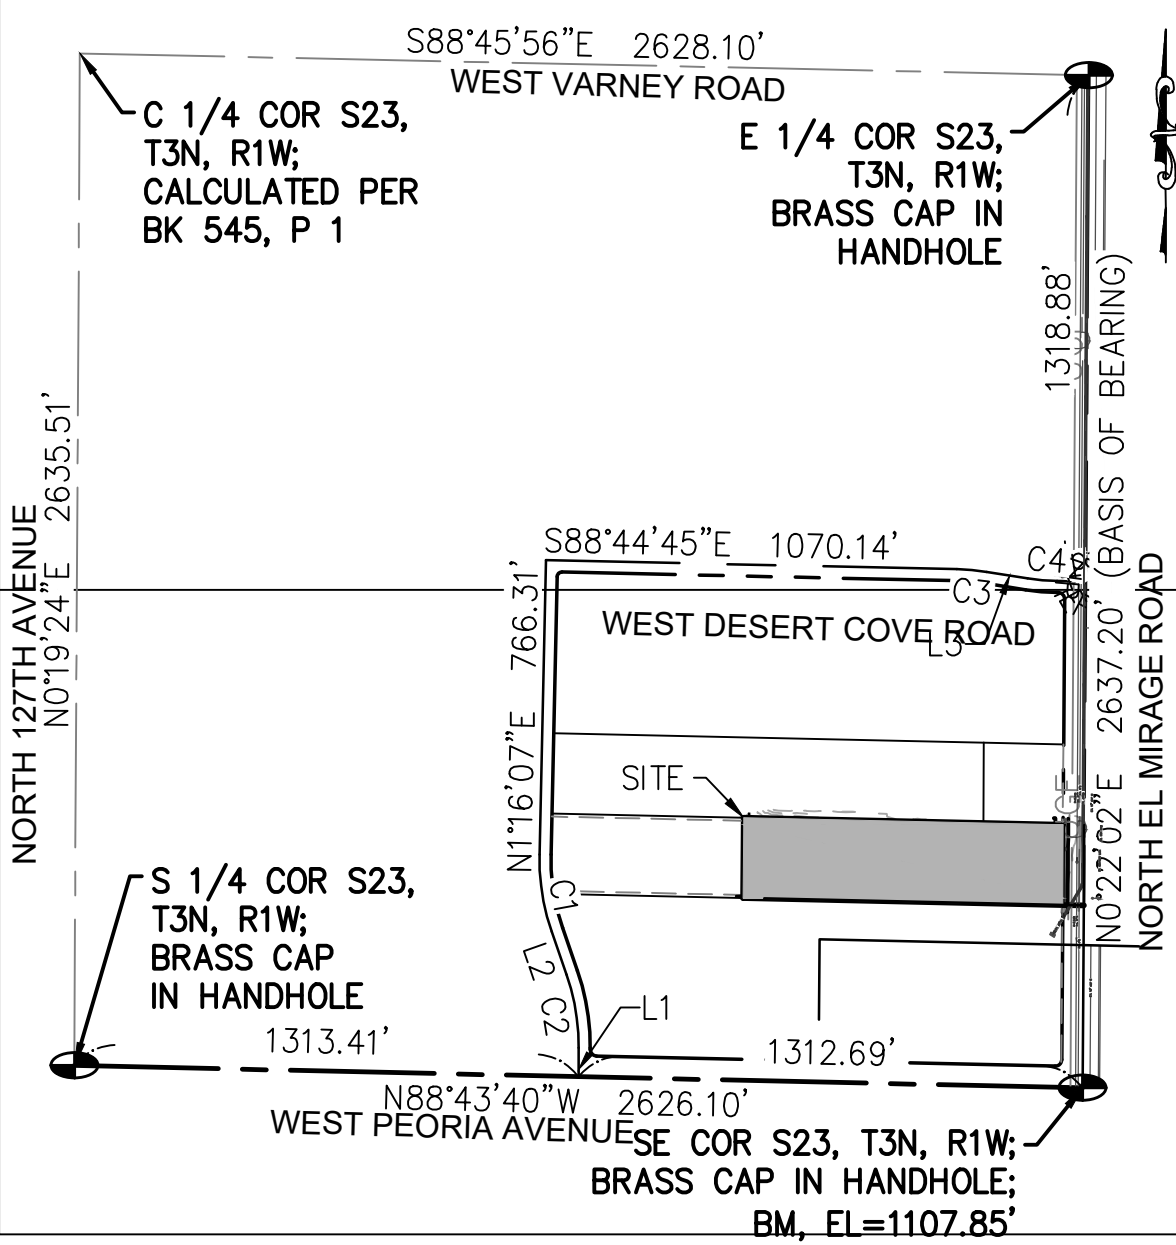 S88°45'56"E 2628.10'
WEST VARNEY ROAD
C 1/4 COR S23,
T3N, R1W;
CALCULATED PER
BK 545, P 1
E 1/4 COR S23,
T3N, R1W;
BRASS CAP IN
HANDHOLE
1318.88'
N0°22'02"E 2637.20' (BASIS OF BEARING)
NORTH EL MIRAGE ROAD
NORTH 127TH AVENUE
N0°19'24"E 2635.51'
S88°44'45"E 1070.14'
C4
C3
WEST DESERT COVE ROAD
L3
N1°16'07"E 766.31'
SITE
C1
L2
C2
L1
S 1/4 COR S23,
T3N, R1W;
BRASS CAP
IN HANDHOLE
1313.41'
1312.69'
N88°43'40"W 2626.10'
WEST PEORIA AVENUE
SE COR S23, T3N, R1W;
BRASS CAP IN HANDHOLE;
BM, EL=1107.85'